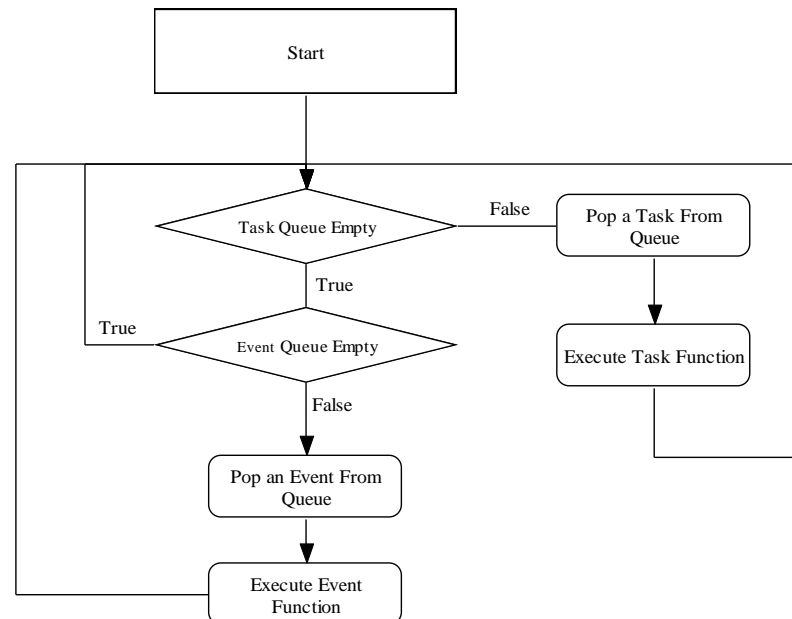 Start
False
Pop a Task From
Queue
Task Queue Empty
True
True
Event Queue Empty
Execute Task Function
False
Pop an Event From
Queue
Execute Event
Function